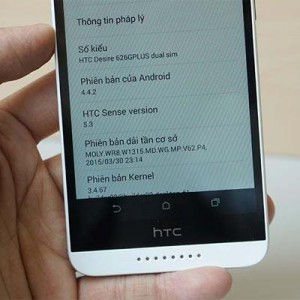 Thông tin pháp lý
Số kiểu
HTC Desire 626GPLUS dual sim
Phiên bản của Android
4.4.2
HTC Sense version
5.3
Phiên bản dải tần cơ sở
MOLY.WR8.W1315.MD.WG.MP.V62.P4,
2015/03/30 23:14
Phiên bản Kernel
3.4.67
hTC